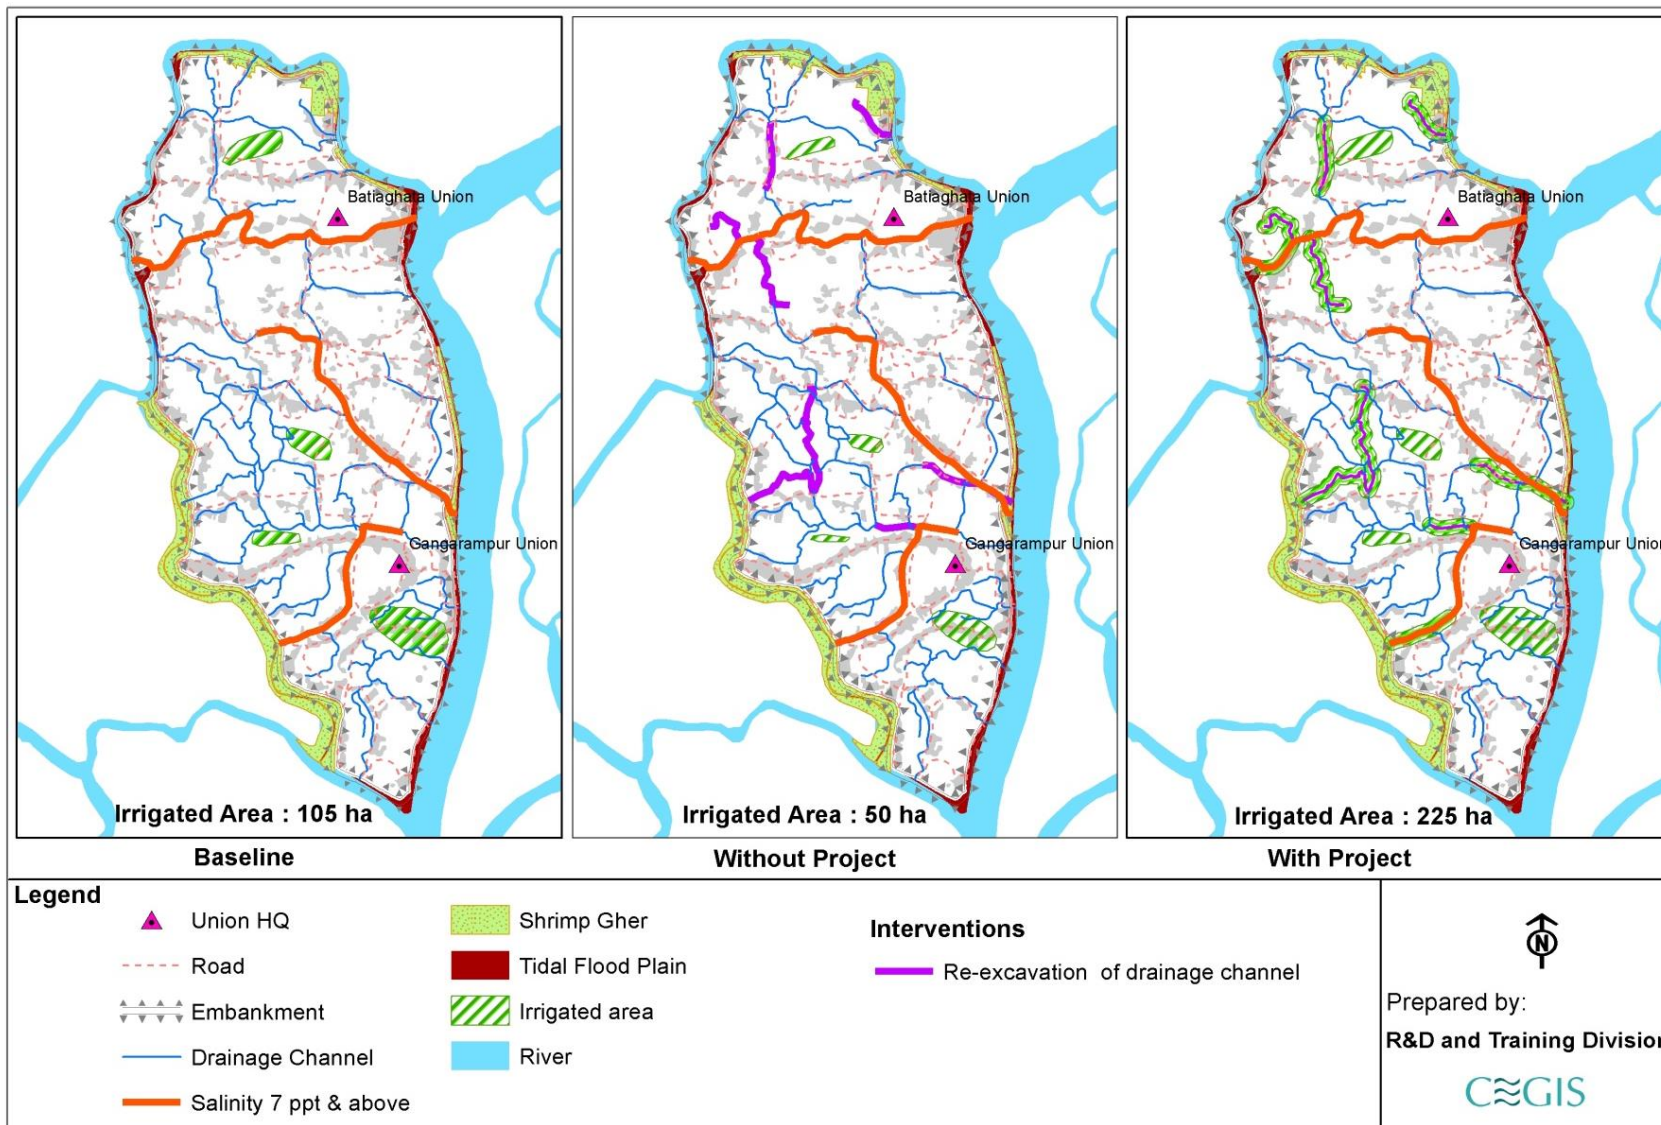 Batiaghata Union
Gangarampur Union
Irrigated Area : 105 ha
Baseline
Batiaghata Union
Gangarampur Union
Irrigated Area : 50 ha
Without Project
Batiaghata Union
Gangarampur Union
Irrigated Area : 225 ha
With Project
Legend
Union HQ
Road
Embankment
Drainage Channel
Salinity 7 ppt & above
Shrimp Gher
Tidal Flood Plain
Irrigated area
River
Interventions
Re-excavation of drainage channel
N
Prepared by:
R&D and Training Division
CEGIS